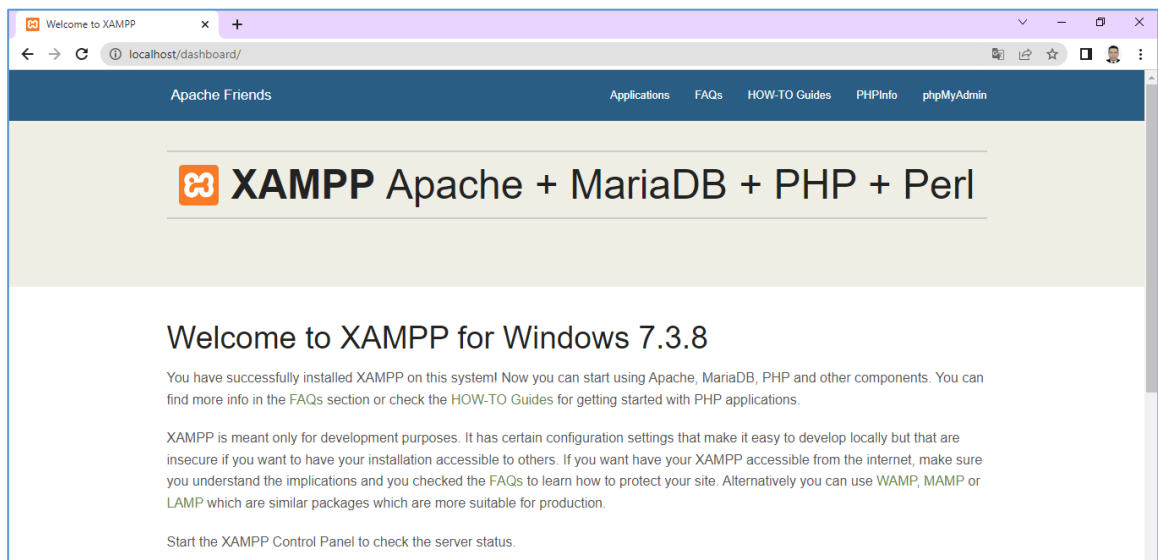 Welcome to XAMPP
localhost/dashboard/
Apache Friends
Applications FAQs HOW-TO Guides PHPInfo phpMyAdmin
XAMPP Apache + MariaDB + PHP + Perl
Welcome to XAMPP for Windows 7.3.8
You have successfully installed XAMPP on this system! Now you can start using Apache, MariaDB, PHP and other components. You can
find more info in the FAQs section or check the HOW-TO Guides for getting started with PHP applications.
XAMPP is meant only for development purposes. It has certain configuration settings that make it easy to develop locally but that are
insecure if you want to have your installation accessible to others. If you want have your XAMPP accessible from the internet, make sure
you understand the implications and you checked the FAQs to learn how to protect your site. Alternatively you can use WAMP, MAMP or
LAMP which are similar packages which are more suitable for production.
Start the XAMPP Control Panel to check the server status.